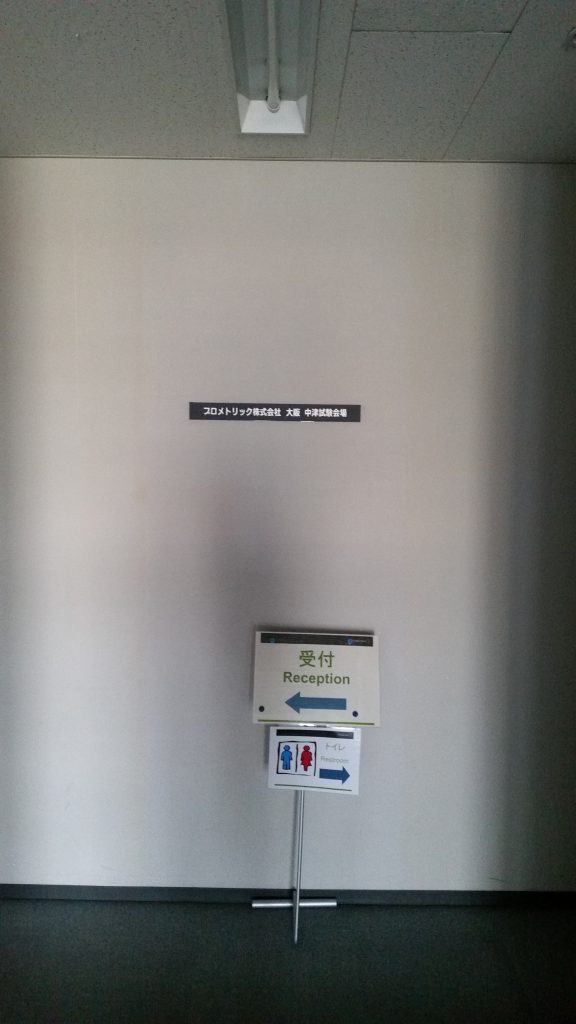 プロメトリック株式会社 大阪 中津試験会場
受付
Reception
トイレ
Restroom